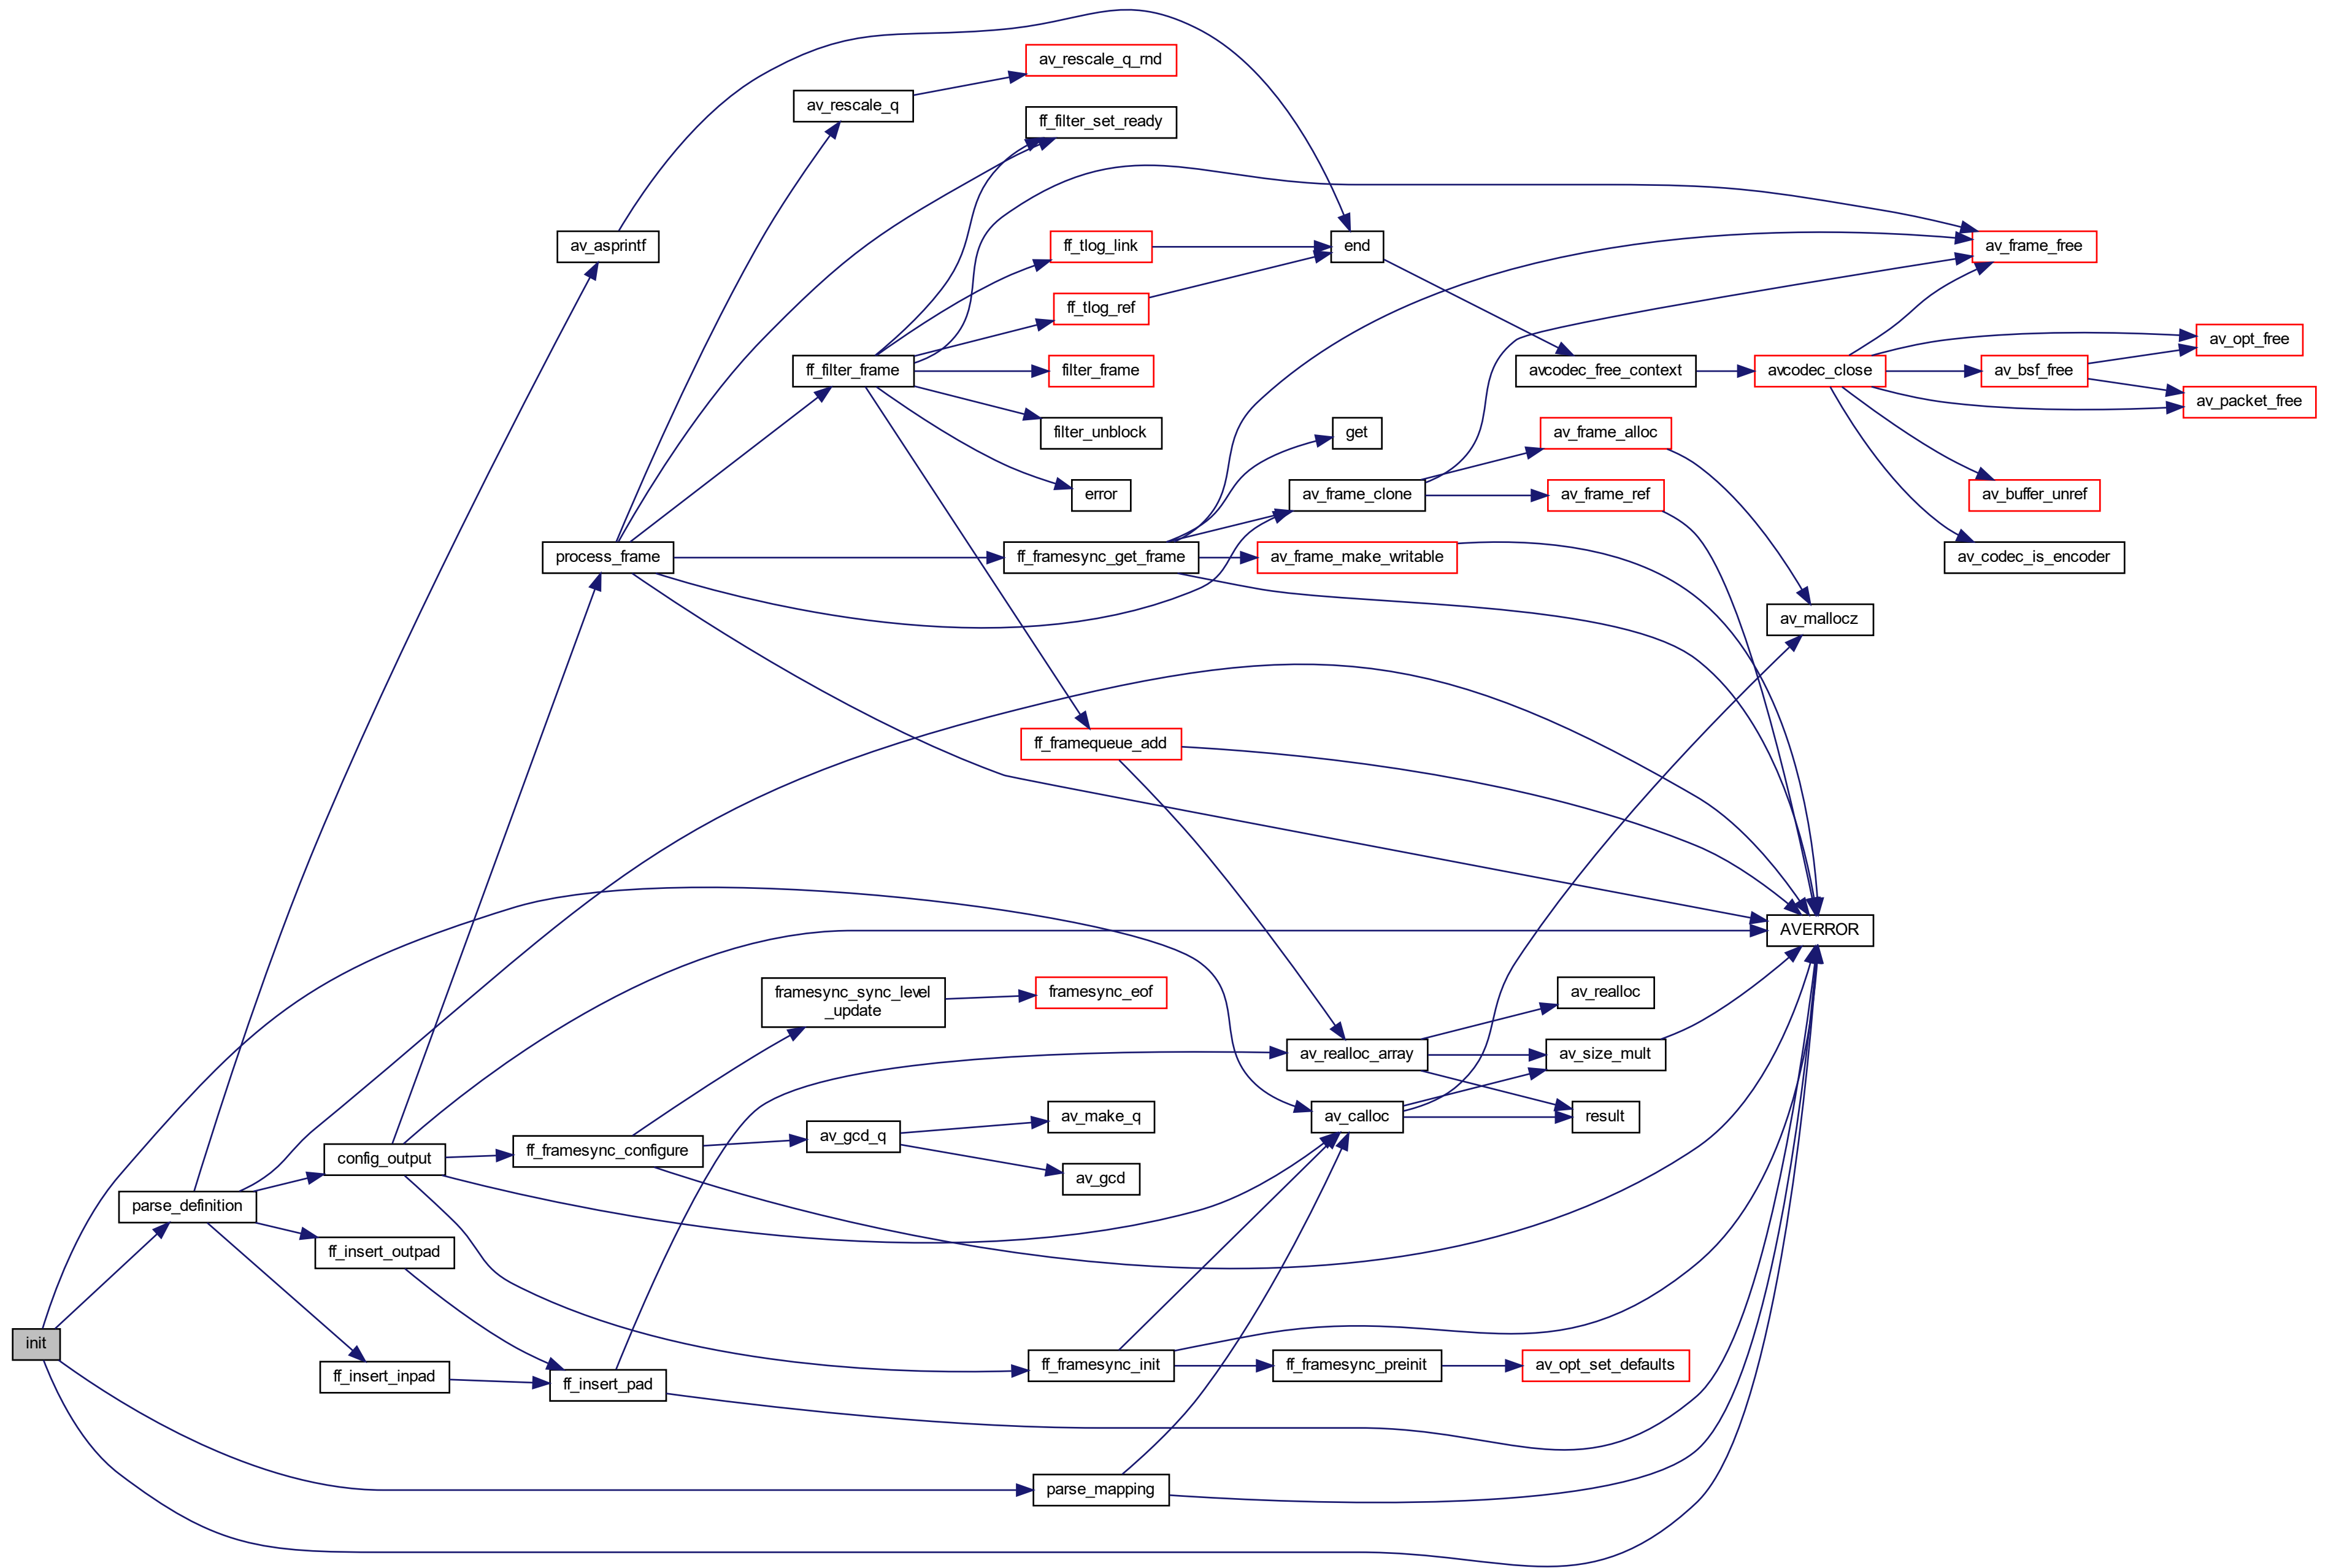 init
parse_definition
av_asprintf
config_output
ff_insert_outpad
ff_insert_inpad
process_frame
ff_framesync_configure
ff_insert_pad
av_rescale_q
ff_filter_frame
framesync_sync_level
_update
av_gcd_q
av_rescale_q_rnd
ff_filter_set_ready
ff_tlog_link
ff_tlog_ref
filter_frame
filter_unblock
error
ff_framesync_get_frame
ff_framequeue_add
framesync_eof
av_make_q
av_gcd
ff_framesync_init
parse_mapping
end
get
av_frame_clone
av_frame_make_writable
av_realloc_array
av_calloc
ff_framesync_preinit
avcodec_free_context
av_frame_alloc
av_frame_ref
av_realloc
av_size_mult
result
av_opt_set_defaults
avcodec_close
av_mallocz
AVERROR
av_frame_free
av_bsf_free
av_buffer_unref
av_codec_is_encoder
av_opt_free
av_packet_free